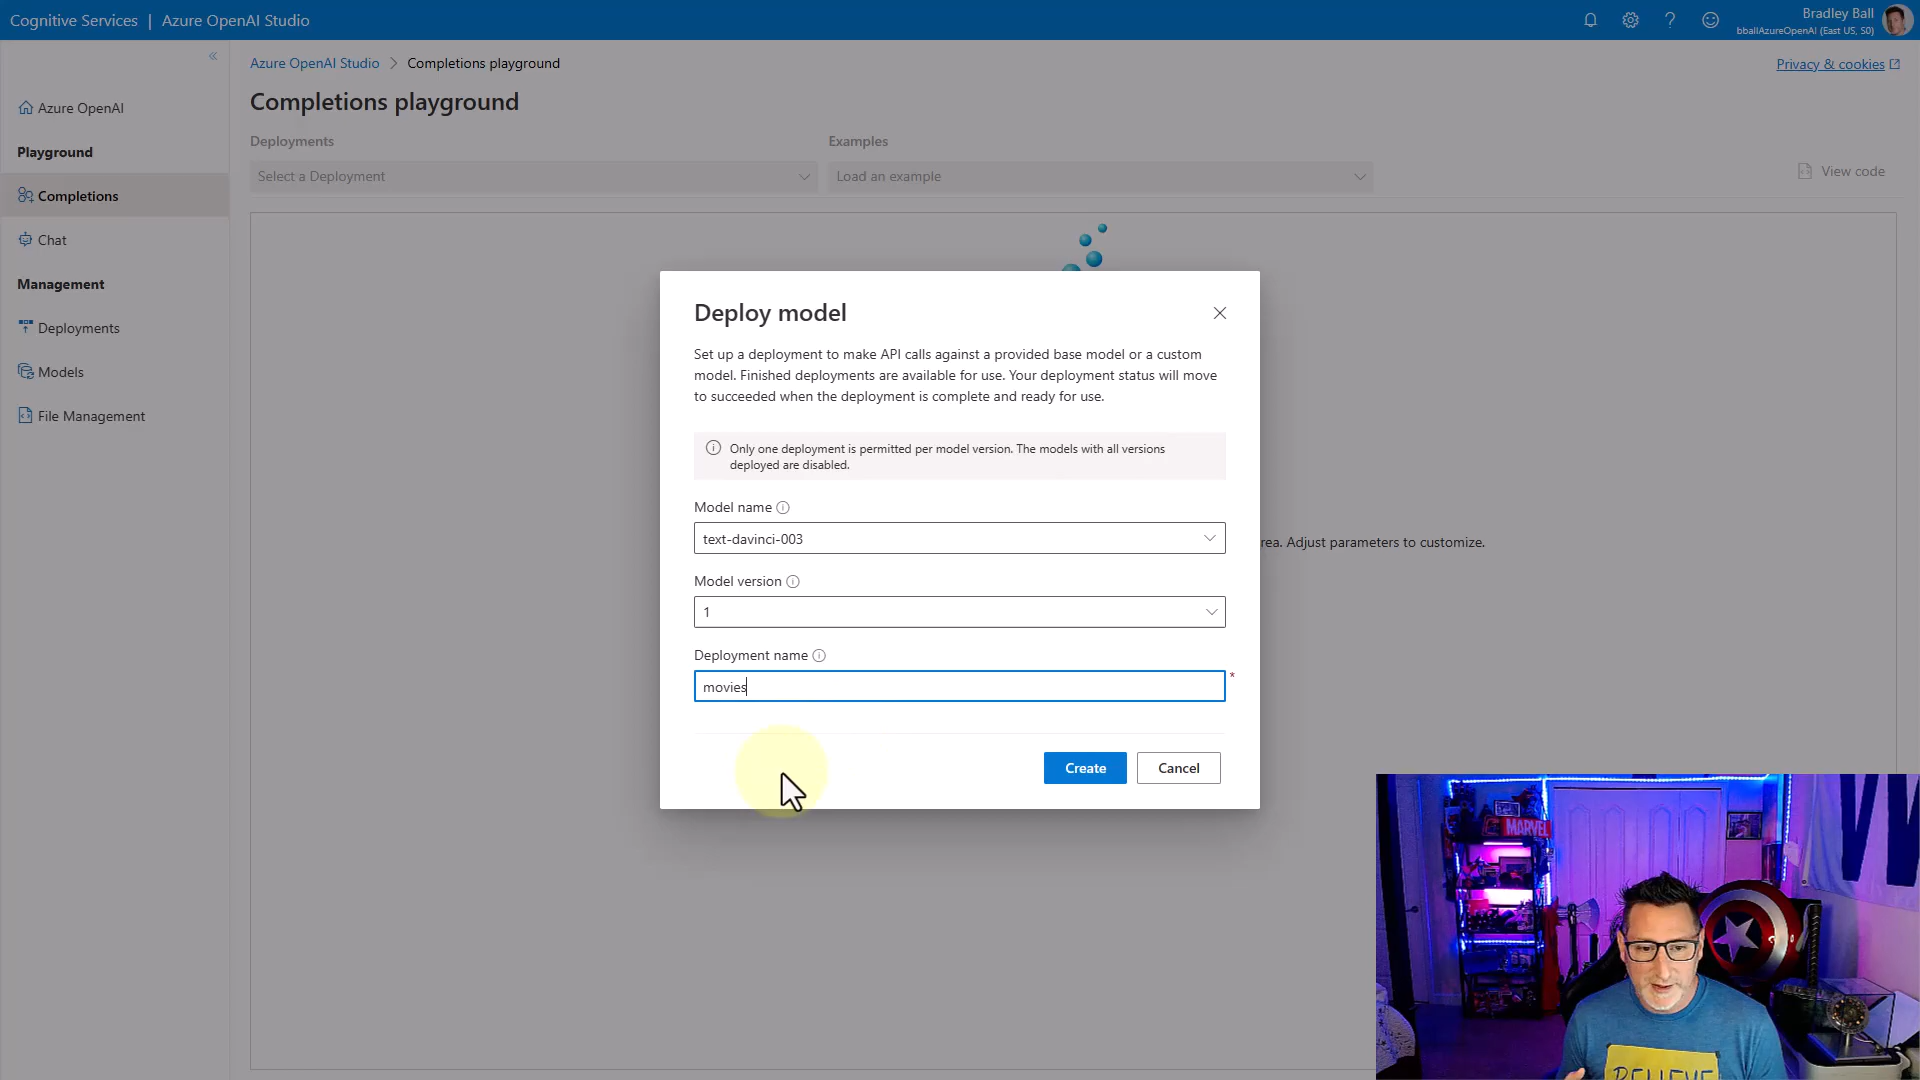 Cognitive Services | Azure OpenAI Studio
Bradley Ball
bballAzureOpenAI (East US, S0)
Azure OpenAI Studio > Completions playground
Privacy & cookies
Completions playground
Azure OpenAI
Playground
Completions
Chat
Management
Deployments
Models
File Management
Deployments
Examples
Select a Deployment
Load an example
View code
Deploy model
Set up a deployment to make API calls against a provided base model or a custom
model. Finished deployments are available for use. Your deployment status will move
to succeeded when the deployment is complete and ready for use.
Only one deployment is permitted per model version. The models with all versions
deployed are disabled.
Model name
text-davinci-003
rea. Adjust parameters to customize.
Model version
1
Deployment name
movies
*
Create
Cancel
MARVEL
BELIEVE